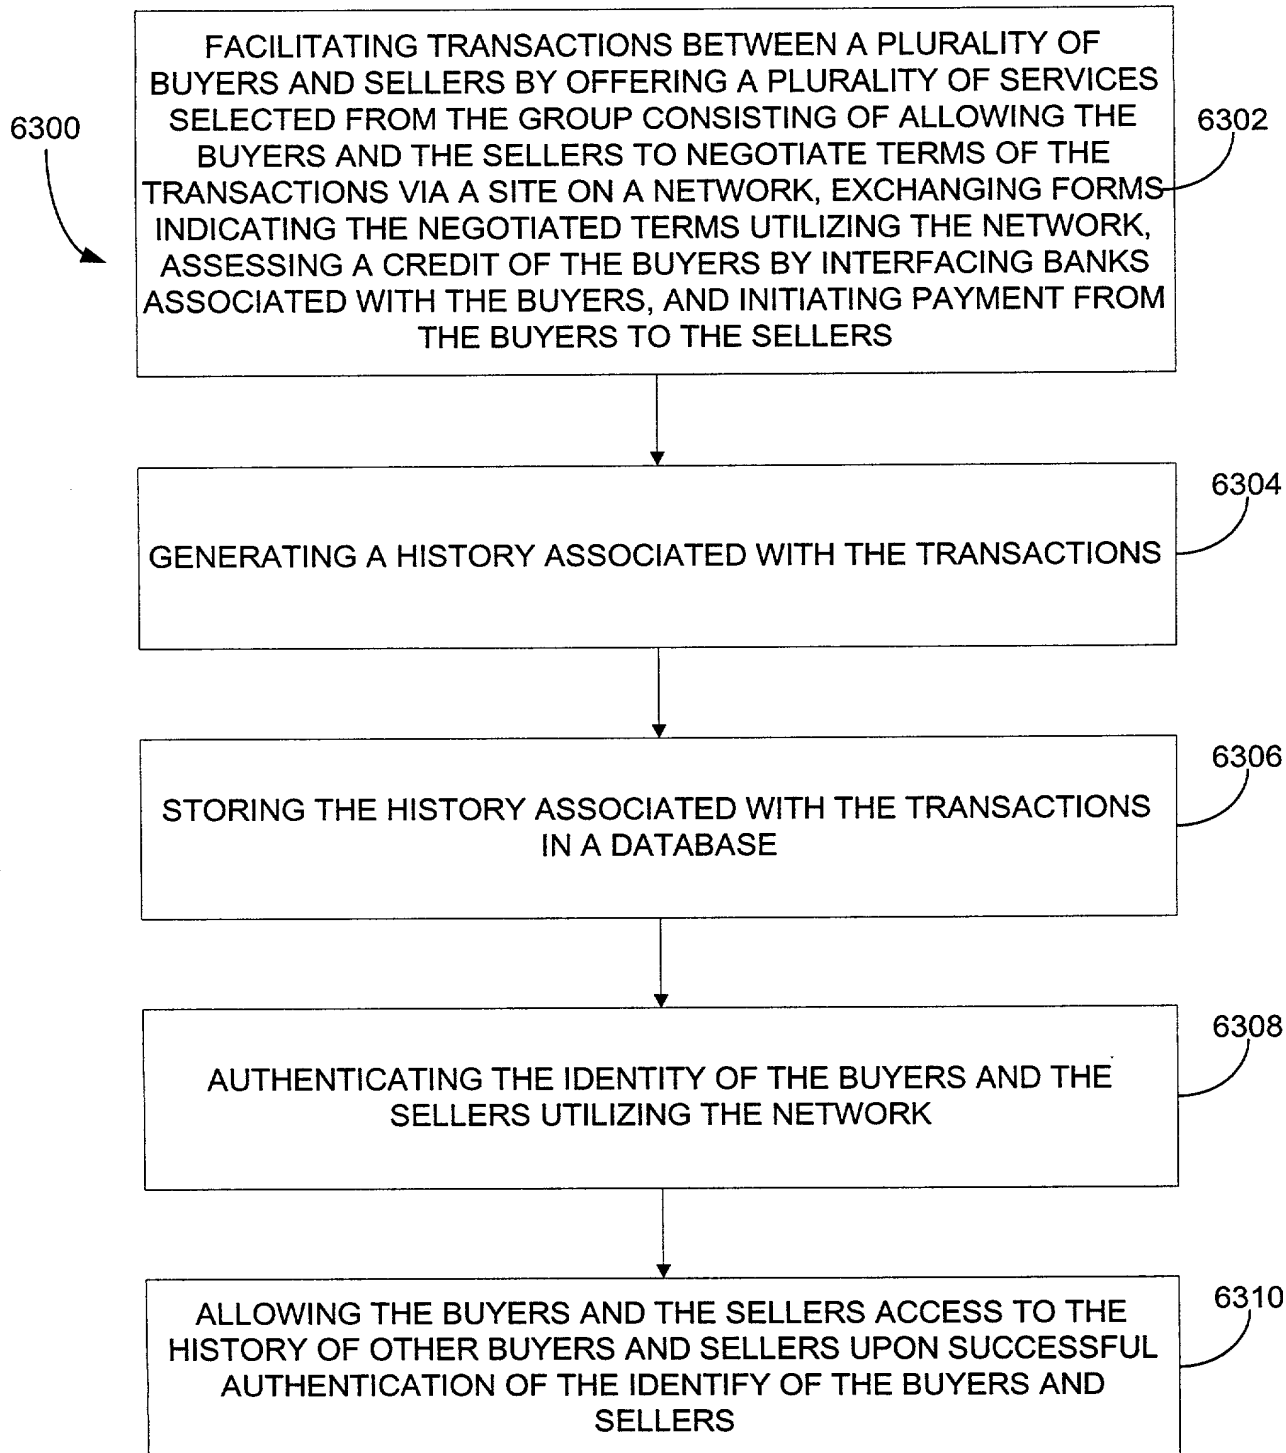 6300
FACILITATING TRANSACTIONS BETWEEN A PLURALITY OF
BUYERS AND SELLERS BY OFFERING A PLURALITY OF SERVICES
SELECTED FROM THE GROUP CONSISTING OF ALLOWING THE
BUYERS AND THE SELLERS TO NEGOTIATE TERMS OF THE
TRANSACTIONS VIA A SITE ON A NETWORK, EXCHANGING FORMS
INDICATING THE NEGOTIATED TERMS UTILIZING THE NETWORK,
ASSESSING A CREDIT OF THE BUYERS BY INTERFACING BANKS
ASSOCIATED WITH THE BUYERS, AND INITIATING PAYMENT FROM
THE BUYERS TO THE SELLERS
6302
GENERATING A HISTORY ASSOCIATED WITH THE TRANSACTIONS
6304
STORING THE HISTORY ASSOCIATED WITH THE TRANSACTIONS
IN A DATABASE
6306
AUTHENTICATING THE IDENTITY OF THE BUYERS AND THE
SELLERS UTILIZING THE NETWORK
6308
ALLOWING THE BUYERS AND THE SELLERS ACCESS TO THE
HISTORY OF OTHER BUYERS AND SELLERS UPON SUCCESSFUL
AUTHENTICATION OF THE IDENTIFY OF THE BUYERS AND
SELLERS
6310